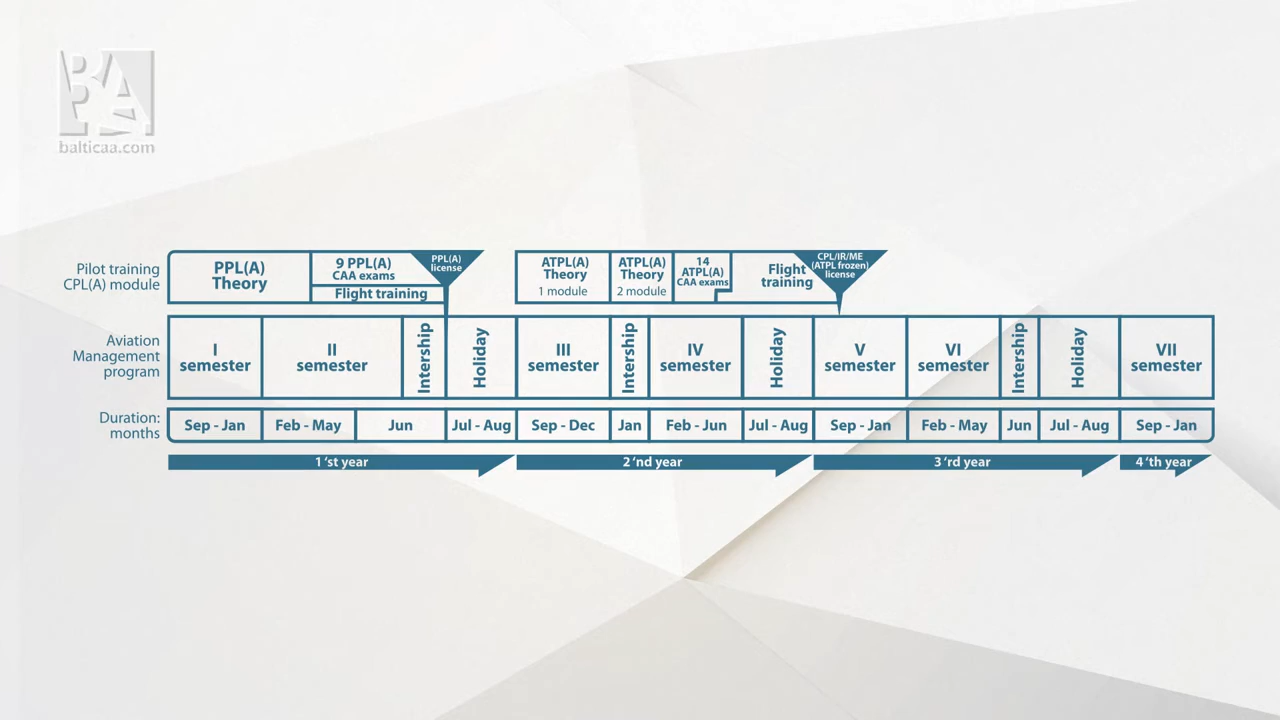 BAA
balticaa.com
Pilot training
CPL(A) module
PPL(A)
Theory
9 PPL(A)
CAA exams
Flight training
PPL(A)
license
ATPL(A)
Theory
1 module
ATPL(A)
Theory
2 module
14
ATPL(A)
CAA exams
Flight
training
CPL/IR/ME
(ATPL frozen)
license
Aviation
Management
program
I
semester
II
semester
Intership
Holiday
III
semester
Intership
IV
semester
Holiday
V
semester
VI
semester
Intership
Holiday
VII
semester
Duration:
months
Sep - Jan
Feb - May
Jun
Jul - Aug
Sep - Dec
Jan
Feb - Jun
Jul - Aug
Sep - Jan
Feb - May
Jun
Jul - Aug
Sep - Jan
1 ‘st year
2 ‘nd year
3 ‘rd year
4 ‘th year